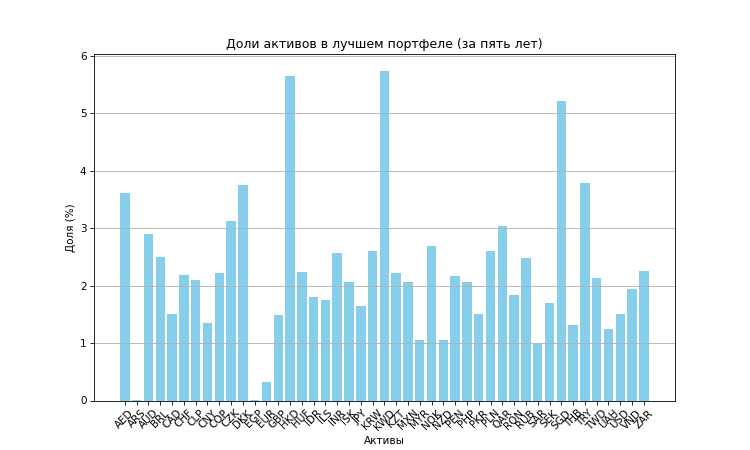 Доли активов в лучшем портфеле (за пять лет)
6
5
4
3
2
1
0
Доля (%)
AED ARS AUD BRL CAD CHF CLP CNY COP CZK DKK EGP EUR GBP HKD HUF IDR ILS INR ISK JPY KRW KWD KZT MXN MYR NOK NZD PEN PHP PKR PLN QAR RON RUB SAR SEK SGD THB TRY TWD UAH USD VND ZAR
Активы